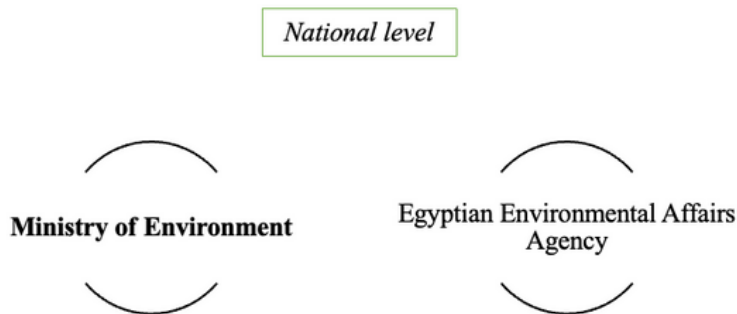 National level
Ministry of Environment
Egyptian Environmental Affairs
Agency